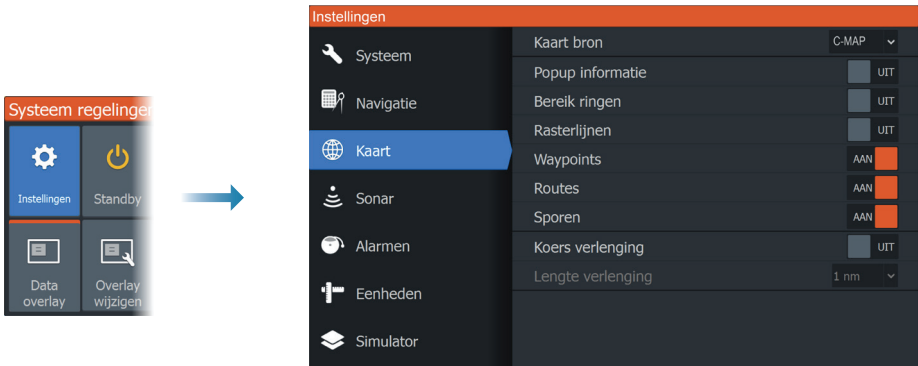 Systeem regelingen
Instellingen
Standby
Data
overlay
Overlay
wijzigen
Instellingen
Systeem
Navigatie
Kaart
Sonar
Alarmen
Eenheden
Simulator
Kaart bron
C-MAP
Popup informatie
UIT
Bereik ringen
UIT
Rasterlijnen
UIT
Waypoints
AAN
Routes
AAN
Sporen
AAN
Koers verlenging
UIT
Lengte verlenging
1 nm